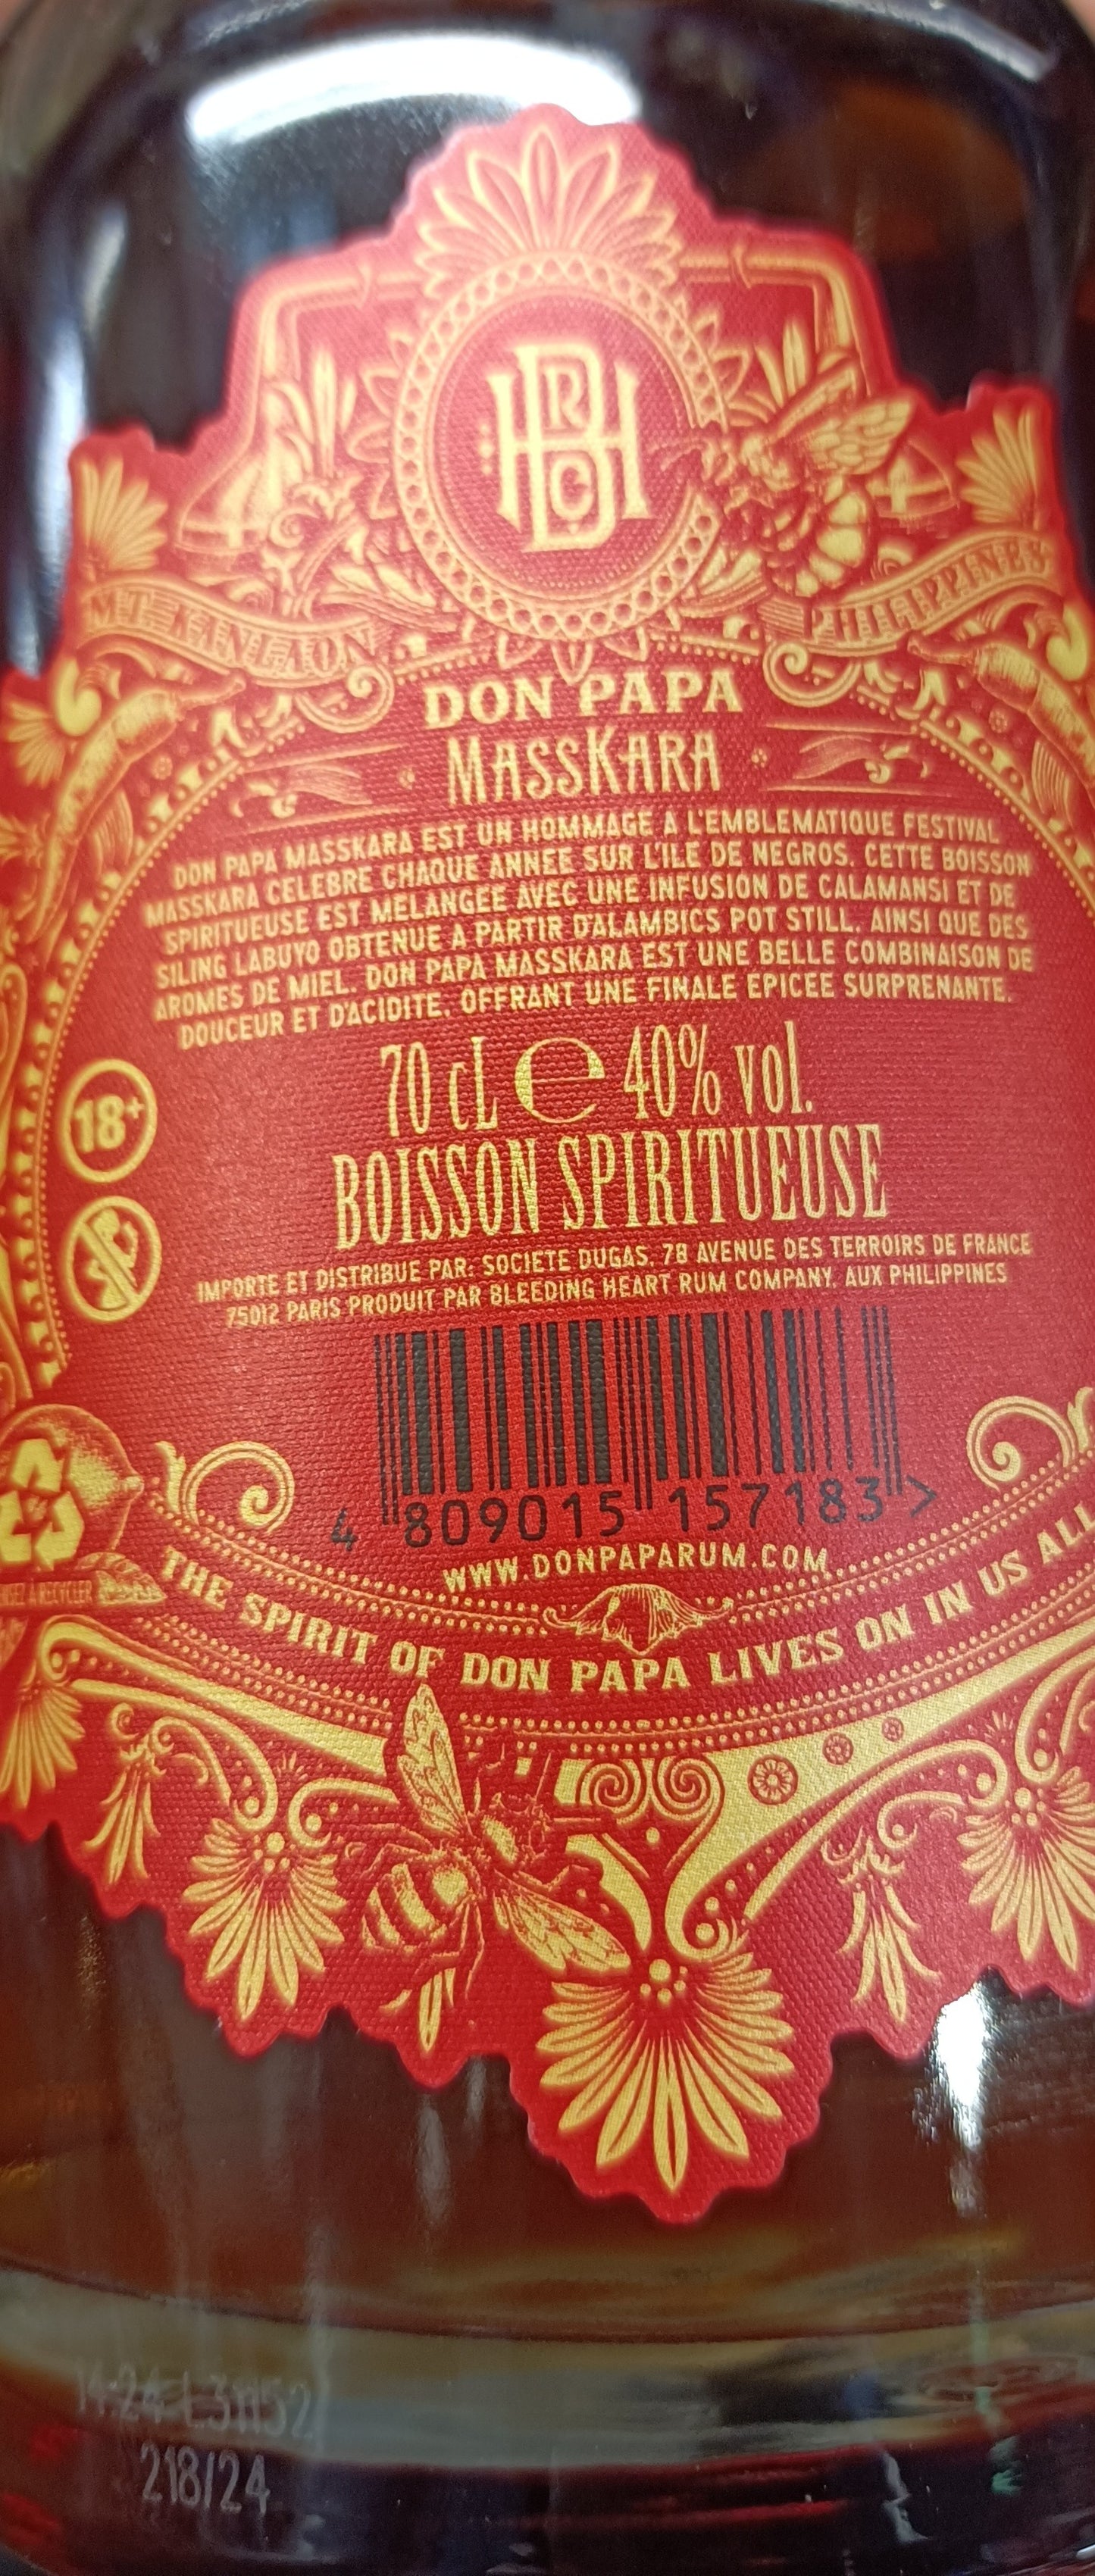 BRHC
MT. KANLAON
PHILIPPINES
DON PAPA
MASSKARA
DON PAPA MASSKARA EST UN HOMMAGE A L'EMBLEMATIQUE FESTIVAL
MASSKARA CELEBRE CHAQUE ANNEE SUR L'ILE DE NEGROS. CETTE BOISSON
SPIRITUEUSE EST MELANGEE AVEC UNE INFUSION DE CALAMANSI ET DE
SILING LABUYO OBTENUE A PARTIR D'ALAMBICS POT STILL, AINSI QUE DES
AROMES DE MIEL. DON PAPA MASSKARA EST UNE BELLE COMBINAISON DE
DOUCEUR ET D'ACIDITE, OFFRANT UNE FINALE EPICEE SURPRENANTE.
70 cL e 40% vol.
18+
BOISSON SPIRITUEUSE
IMPORTE ET DISTRIBUE PAR: SOCIETE DUGAS, 78 AVENUE DES TERROIRS DE FRANCE
75012 PARIS PRODUIT PAR BLEEDING HEART RUM COMPANY, AUX PHILIPPINES
4 809015 157183 >
WWW.DONPAPARUM.COM
À RECYCLER
THE SPIRIT OF DON PAPA LIVES ON IN US ALL
218/24